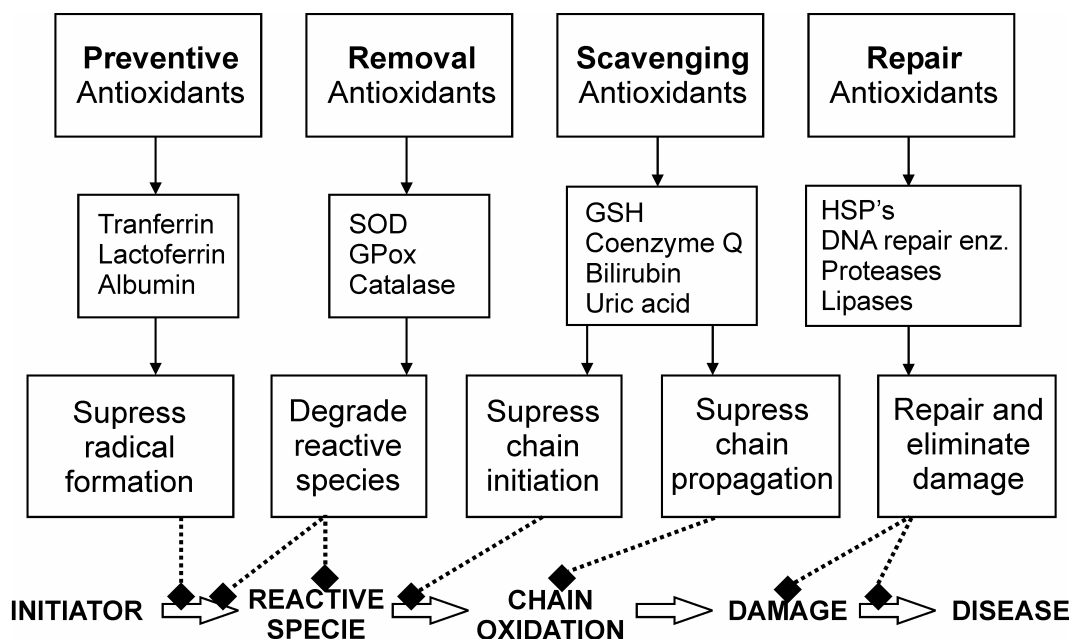 Preventive
Antioxidants
Removal
Antioxidants
Scavenging
Antioxidants
Repair
Antioxidants
Tranferrin
Lactoferrin
Albumin
SOD
GPox
Catalase
GSH
Coenzyme Q
Bilirubin
Uric acid
HSP's
DNA repair enz.
Proteases
Lipases
Supress
radical
formation
Degrade
reactive
species
Supress
chain
initiation
Supress
chain
propagation
Repair and
eliminate
damage
INITIATOR
REACTIVE
SPECIE
CHAIN
OXIDATION
DAMAGE
DISEASE